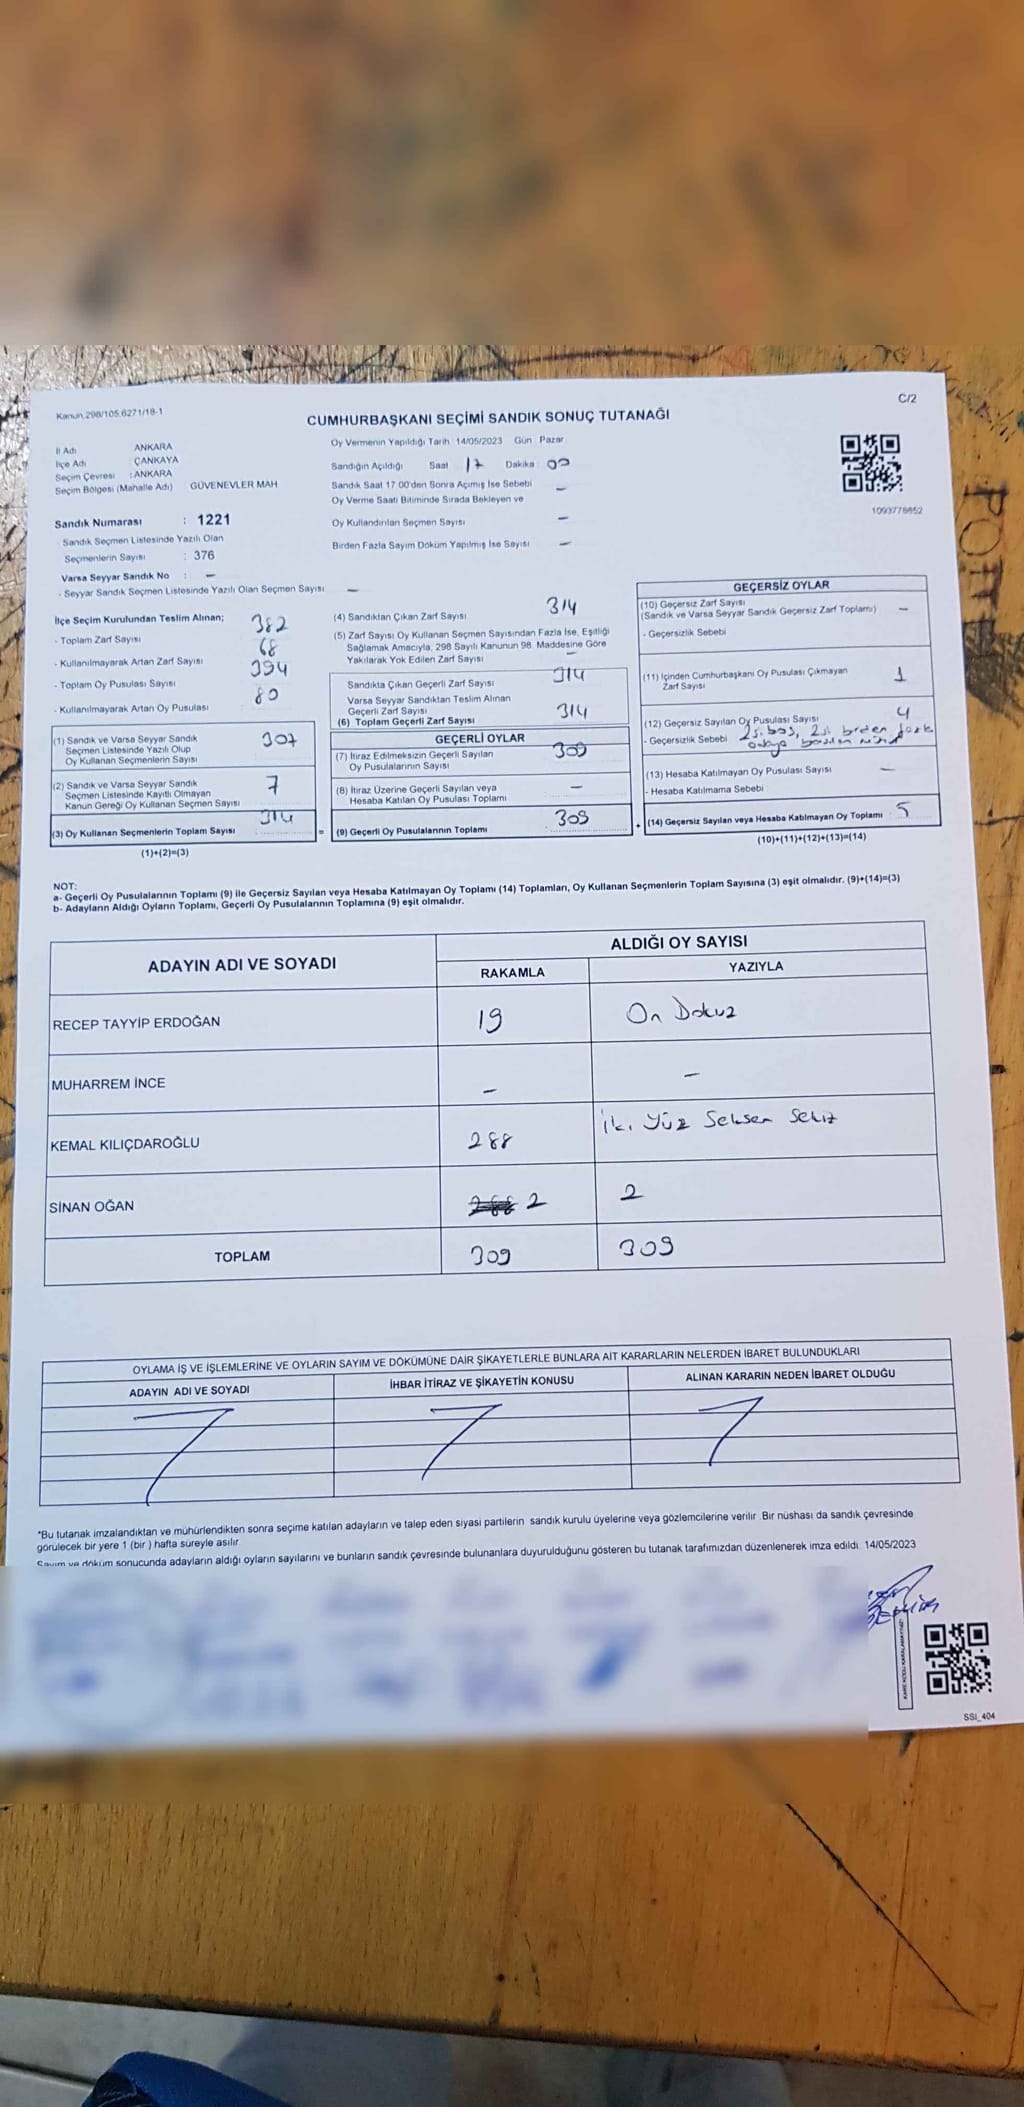 Kanun 298/105.6271/18-1
C/2
CUMHURBAŞKANI SEÇİMİ SANDIK SONUÇ TUTANAĞI
İl Adı ANKARA
İlçe Adı ÇANKAYA
Seçim Çevresi : ANKARA
Seçim Bölgesi (Mahalle Adı) GÜVENEVLER MAH
Oy Vermenin Yapıldığı Tarih 14/05/2023 Gün Pazar
Sandığın Açıldığı Saat 17 Dakika 00
Sandık Saat 17.00'den Sonra Açımış İse Sebebi –
Oy Verme Saati Bitiminde Sırada Bekleyen ve
Oy Kullandırılan Seçmen Sayısı –
Birden Fazla Sayım Döküm Yapılmış İse Sayısı –
1093778652
Sandık Numarası : 1221
Sandık Seçmen Listesinde Yazılı Olan
Seçmenlerin Sayısı : 376
Varsa Seyyar Sandık No : –
- Seyyar Sandık Seçmen Listesinde Yazılı Olan Seçmen Sayısı –
İlçe Seçim Kurulundan Teslim Alınan;
- Toplam Zarf Sayısı 382
- Kullanılmayarak Artan Zarf Sayısı 68
- Toplam Oy Pusulası Sayısı 394
- Kullanılmayarak Artan Oy Pusulası 80
(1) Sandık ve Varsa Seyyar Sandık
Seçmen Listesinde Yazılı Olup
Oy Kullanan Seçmenlerin Sayısı 307
(2) Sandık ve Varsa Seyyar Sandık
Seçmen Listesinde Kayıtlı Olmayan
Kanun Gereği Oy Kullanan Seçmen Sayısı 7
(3) Oy Kullanan Seçmenlerin Toplam Sayısı 314
(1)+(2)=(3)
(4) Sandıktan Çıkan Zarf Sayısı 314
(5) Zarf Sayısı Oy Kullanan Seçmen Sayısından Fazla İse, Eşitliği
Sağlamak Amacıyla, 298 Sayılı Kanunun 98. Maddesine Göre
Yakılarak Yok Edilen Zarf Sayısı –
Sandıkta Çıkan Geçerli Zarf Sayısı 314
Varsa Seyyar Sandıktan Teslim Alınan
Geçerli Zarf Sayısı
(6) Toplam Geçerli Zarf Sayısı 314
GEÇERLİ OYLAR
(7) İtiraz Edilmeksizin Geçerli Sayılan
Oy Pusulalarının Sayısı 309
(8) İtiraz Üzerine Geçerli Sayılan veya
Hesaba Katılan Oy Pusulası Toplamı –
= (9) Geçerli Oy Pusulalarının Toplamı : 309
GEÇERSİZ OYLAR
(10) Geçersiz Zarf Sayısı
(Sandık ve Varsa Seyyar Sandık Geçersiz Zarf Toplamı) –
- Geçersizlik Sebebi
(11) İçinden Cumhurbaşkanı Oy Pusulası Çıkmayan
Zarf Sayısı 1
(12) Geçersiz Sayılan Oy Pusulası Sayısı 4
- Geçersizlik Sebebi 2si boş, 2si birden fazla
(13) Hesaba Katılmayan Oy Pusulası Sayısı –
- Hesaba Katılmama Sebebi
+ (14) Geçersiz Sayılan veya Hesaba Katılmayan Oy Toplamı : 5
(10)+(11)+(12)+(13)=(14)
NOT:
a- Geçerli Oy Pusulalarının Toplamı (9) ile Geçersiz Sayılan veya Hesaba Katılmayan Oy Toplamı (14) Toplamları, Oy Kullanan Seçmenlerin Toplam Sayısına (3) eşit olmalıdır. (9)+(14)=(3)
b- Adayların Aldığı Oyların Toplamı, Geçerli Oy Pusulalarının Toplamına (9) eşit olmalıdır.
ADAYIN ADI VE SOYADI
ALDIĞI OY SAYISI
RAKAMLA YAZIYLA
RECEP TAYYİP ERDOĞAN 19 On Dokuz
MUHARREM İNCE – –
KEMAL KILIÇDAROĞLU 288 İki Yüz Seksen Sekiz
SİNAN OĞAN 2 2
TOPLAM 309 309
OYLAMA İŞ VE İŞLEMLERİNE VE OYLARIN SAYIM VE DÖKÜMÜNE DAİR ŞİKAYETLERLE BUNLARA AİT KARARLARIN NELERDEN İBARET BULUNDUKLARI
ADAYIN ADI VE SOYADI İHBAR İTİRAZ VE ŞİKAYETİN KONUSU ALINAN KARARIN NEDEN İBARET OLDUĞU
*Bu tutanak imzalandıktan ve mühürlendikten sonra seçime katılan adayların ve talep eden siyasi partilerin sandık kurulu üyelerine veya gözlemcilerine verilir. Bir nüshası da sandık çevresinde
görülecek bir yere 1 (bir) hafta süreyle asılır.
Sayım ve döküm sonucunda adayların aldığı oyların sayılarını ve bunların sandık çevresinde bulunanlara duyurulduğunu gösteren bu tutanak tarafımızdan düzenlenerek imza edildi. 14/05/2023
KARE KODU KARALAMAYINIZ
SSI_404